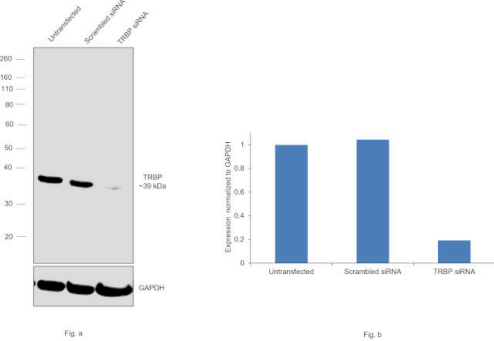 Untransfected
Scrambled siRNA
TRBP siRNA
260
160
110
80
60
50
40
30
20
TRBP
~39 kDa
GAPDH
Fig. a
Expression normalized to GAPDH
1
0.8
0.6
0.4
0.2
0
Untransfected
Scrambled siRNA
TRBP siRNA
Fig. b